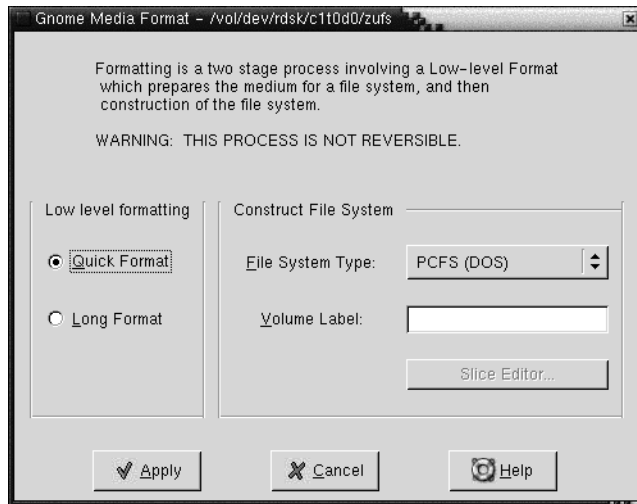 Gnome Media Format - /vol/dev/rdsk/c1t0d0/zufs
Formatting is a two stage process involving a Low-level Format
which prepares the medium for a file system, and then
construction of the file system.
WARNING: THIS PROCESS IS NOT REVERSIBLE.
Low level formatting
Quick Format
Long Format
Construct File System
File System Type:
PCFS (DOS)
Volume Label:
Slice Editor...
Apply
Cancel
Help